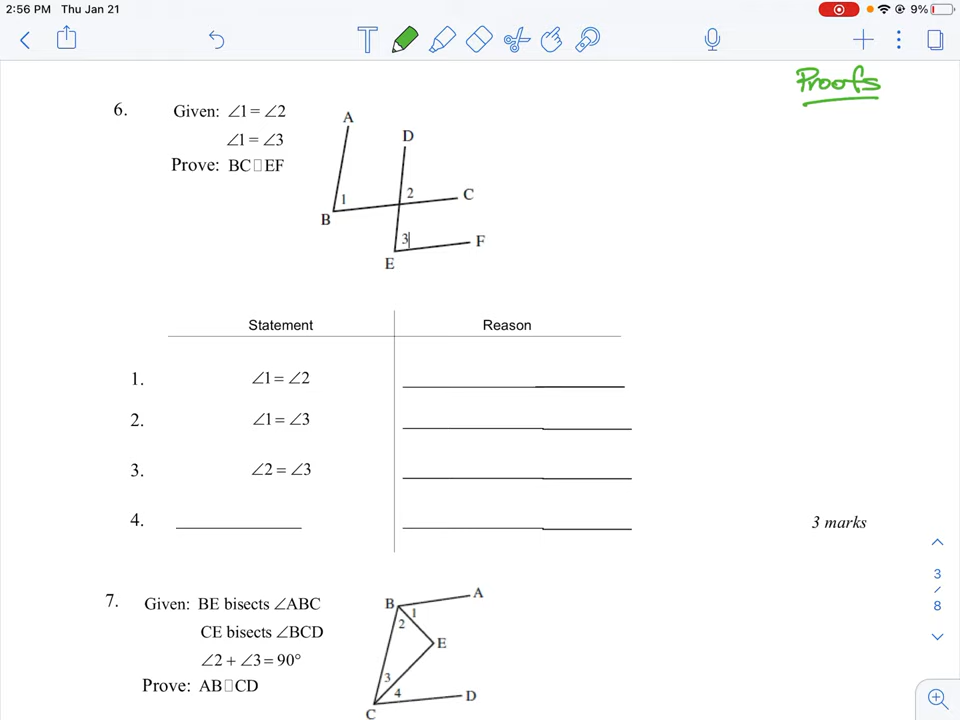 2:56 PM Thu Jan 21
9%
Proofs
6. Given: ∠1 = ∠2
∠1 = ∠3
Prove: BC□EF
A
D
1
2
C
B
3
F
E
Statement Reason
1. ∠1 = ∠2
2. ∠1 = ∠3
3. ∠2 = ∠3
4.
3 marks
3
/
8
7. Given: BE bisects ∠ABC
CE bisects ∠BCD
∠2 + ∠3 = 90°
Prove: AB□CD
A
B
1
2
E
3
4
D
C